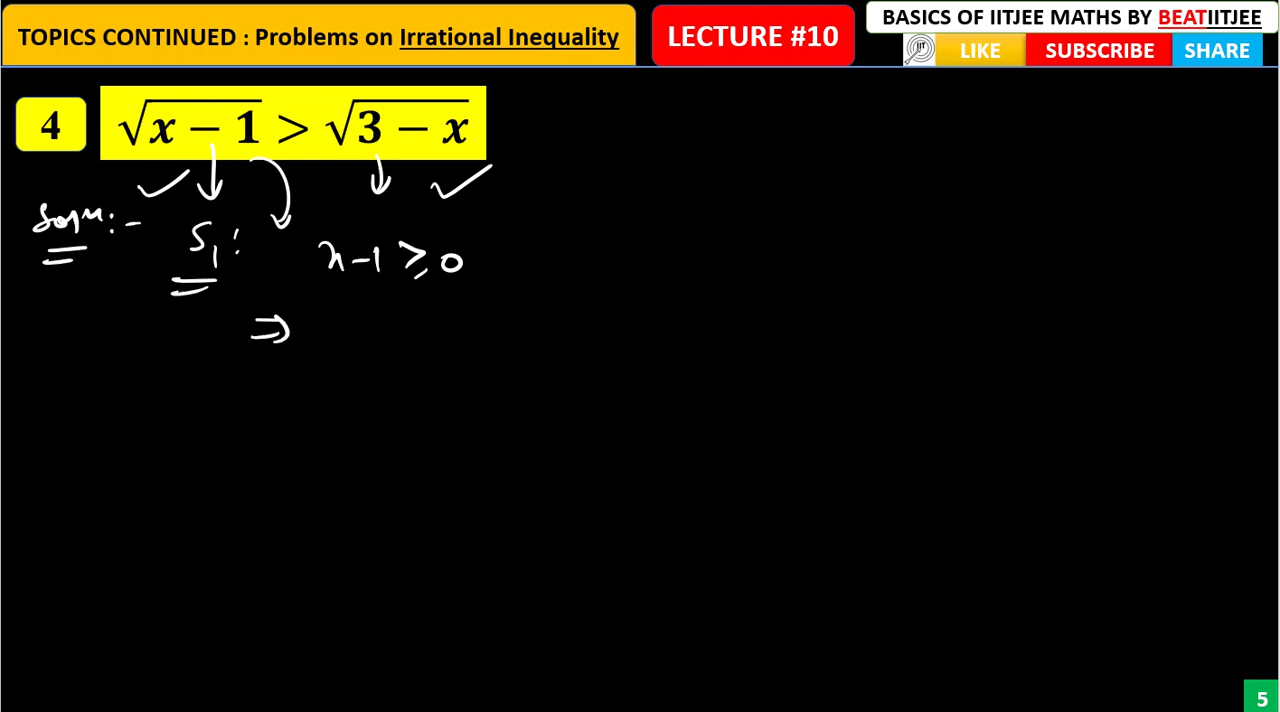 TOPICS CONTINUED : Problems on Irrational Inequality
LECTURE #10
BASICS OF IITJEE MATHS BY BEATIITJEE
LIKE SUBSCRIBE SHARE
4 √x − 1 > √3 − x
Soln:-
S₁: x-1 ≥ 0
⇒
5